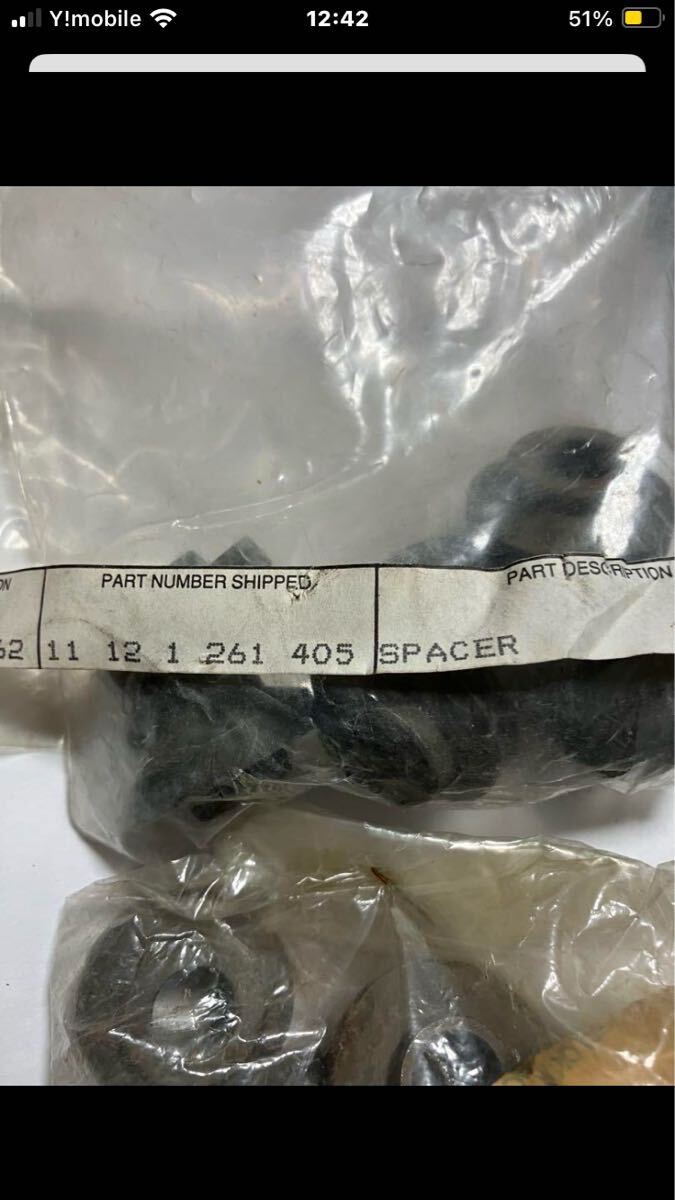 Y!mobile 12:42 51%
PART NUMBER SHIPPED PART DESCRIPTION
11 12 1 261 405 SPACER